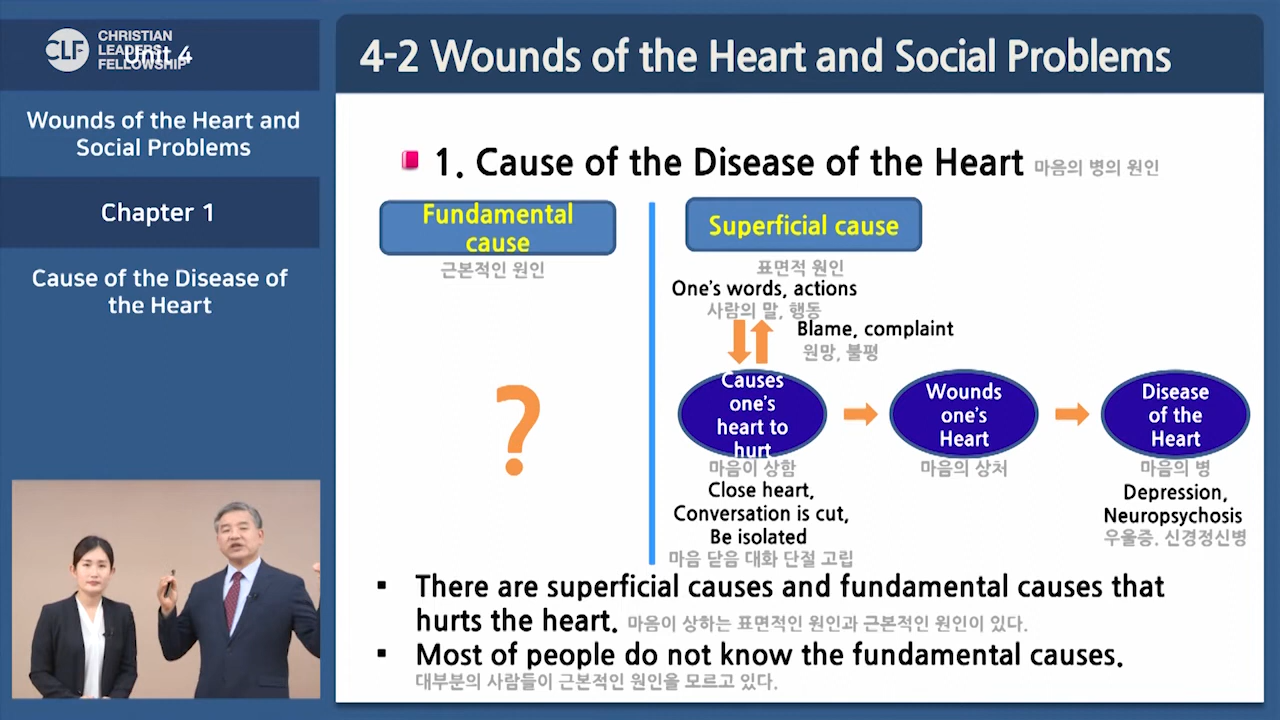 CLF
CHRISTIAN
LEADERS
FELLOWSHIP
Unit 4
Wounds of the Heart and
Social Problems
Chapter 1
Cause of the Disease of
the Heart
4-2 Wounds of the Heart and Social Problems
1. Cause of the Disease of the Heart 마음의 병의 원인
Fundamental
cause
근본적인 원인
?
Superficial cause
표면적 원인
One's words, actions
사람의 말, 행동
Blame, complaint
원망, 불평
Causes
one's
heart to
hurt
마음이 상함
Close heart,
Conversation is cut,
Be isolated
마음 닫음 대화 단절 고립
Wounds
one's
Heart
마음의 상처
Disease
of the
Heart
마음의 병
Depression,
Neuropsychosis
우울증. 신경정신병
▪ There are superficial causes and fundamental causes that
hurts the heart. 마음이 상하는 표면적인 원인과 근본적인 원인이 있다.
▪ Most of people do not know the fundamental causes.
대부분의 사람들이 근본적인 원인을 모르고 있다.